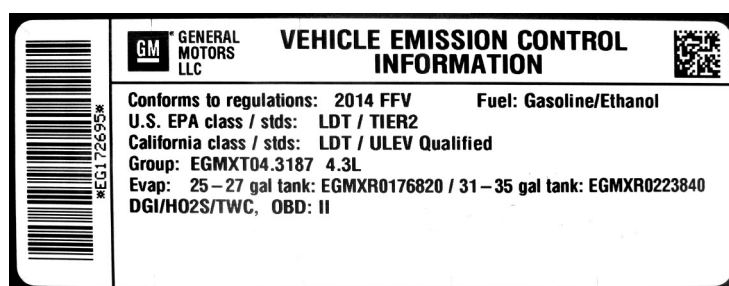 GM GENERAL
MOTORS
LLC
VEHICLE EMISSION CONTROL
INFORMATION
*EG172695*
Conforms to regulations: 2014 FFV Fuel: Gasoline/Ethanol
U.S. EPA class / stds: LDT / TIER2
California class / stds: LDT / ULEV Qualified
Group: EGMXT04.3187 4.3L
Evap: 25–27 gal tank: EGMXR0176820 / 31–35 gal tank: EGMXR0223840
DGI/HO2S/TWC, OBD: II